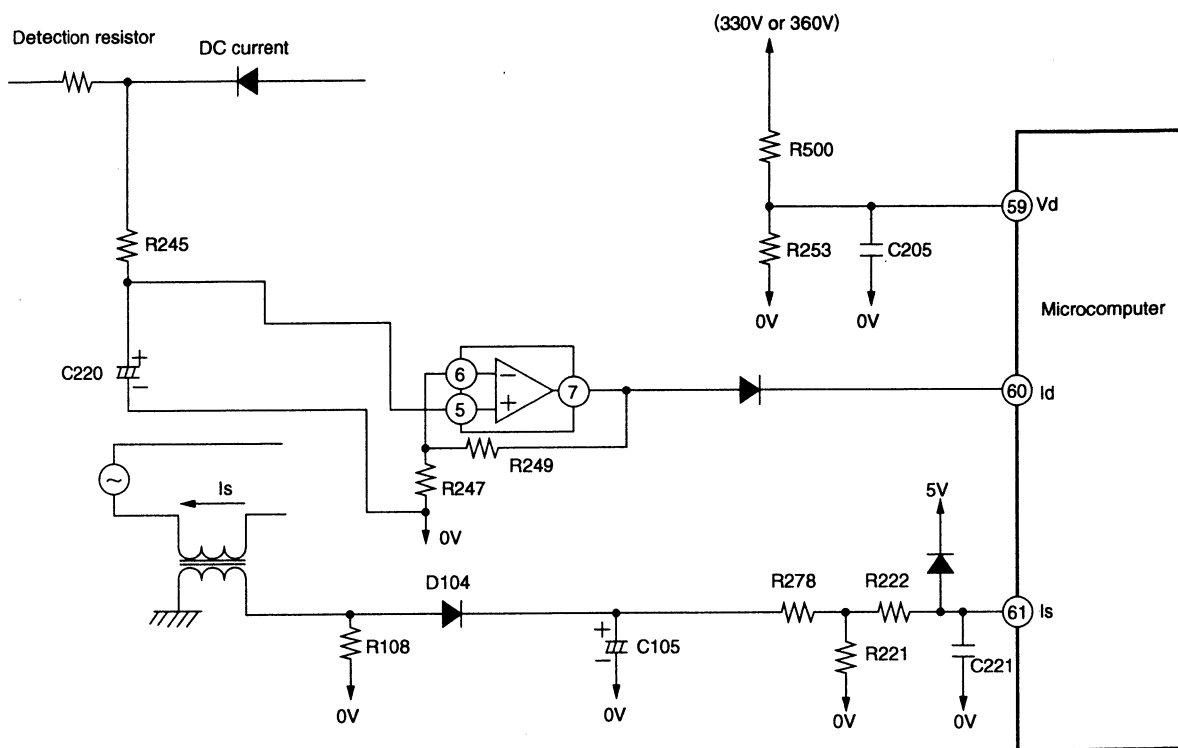 Detection resistor
DC current
(330V or 360V)
R500
59 Vd
R253
C205
0V
0V
Microcomputer
R245
C220
+
−
6
5
−
+
7
60 Id
R249
R247
0V
~
Is
5V
D104
R278
R222
61 Is
R108
+
−
C105
R221
C221
0V
0V
0V
0V